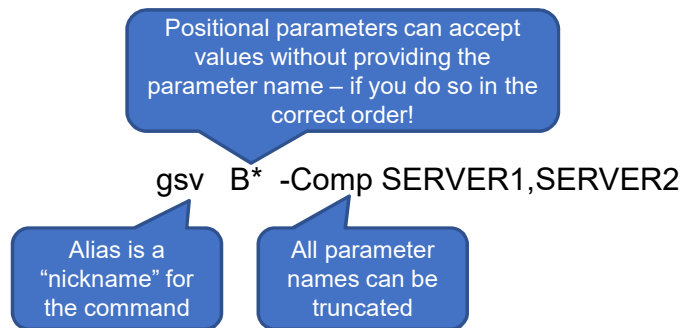 Positional parameters can accept
values without providing the
parameter name – if you do so in the
correct order!
gsv B* -Comp SERVER1,SERVER2
Alias is a
“nickname” for
the command
All parameter
names can be
truncated